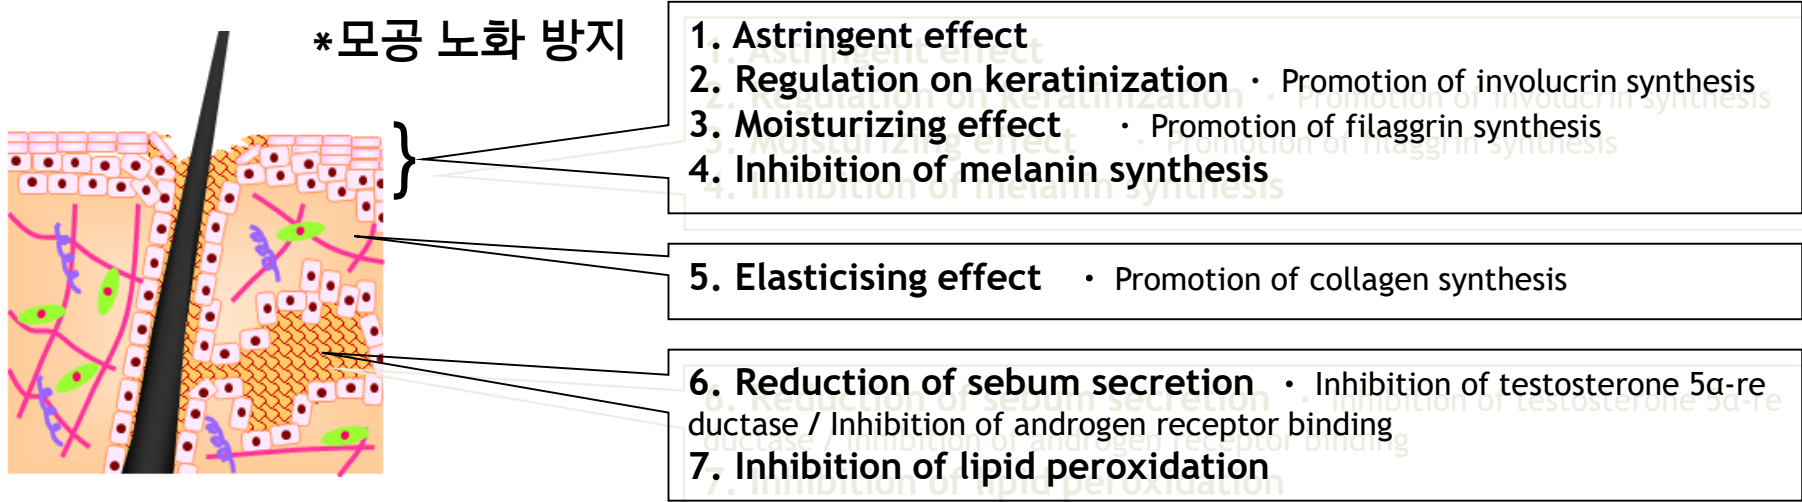 *모공 노화 방지
1. Astringent effect
2. Regulation on keratinization · Promotion of involucrin synthesis
3. Moisturizing effect · Promotion of filaggrin synthesis
4. Inhibition of melanin synthesis
5. Elasticising effect · Promotion of collagen synthesis
6. Reduction of sebum secretion · Inhibition of testosterone 5α-re
ductase / Inhibition of androgen receptor binding
7. Inhibition of lipid peroxidation